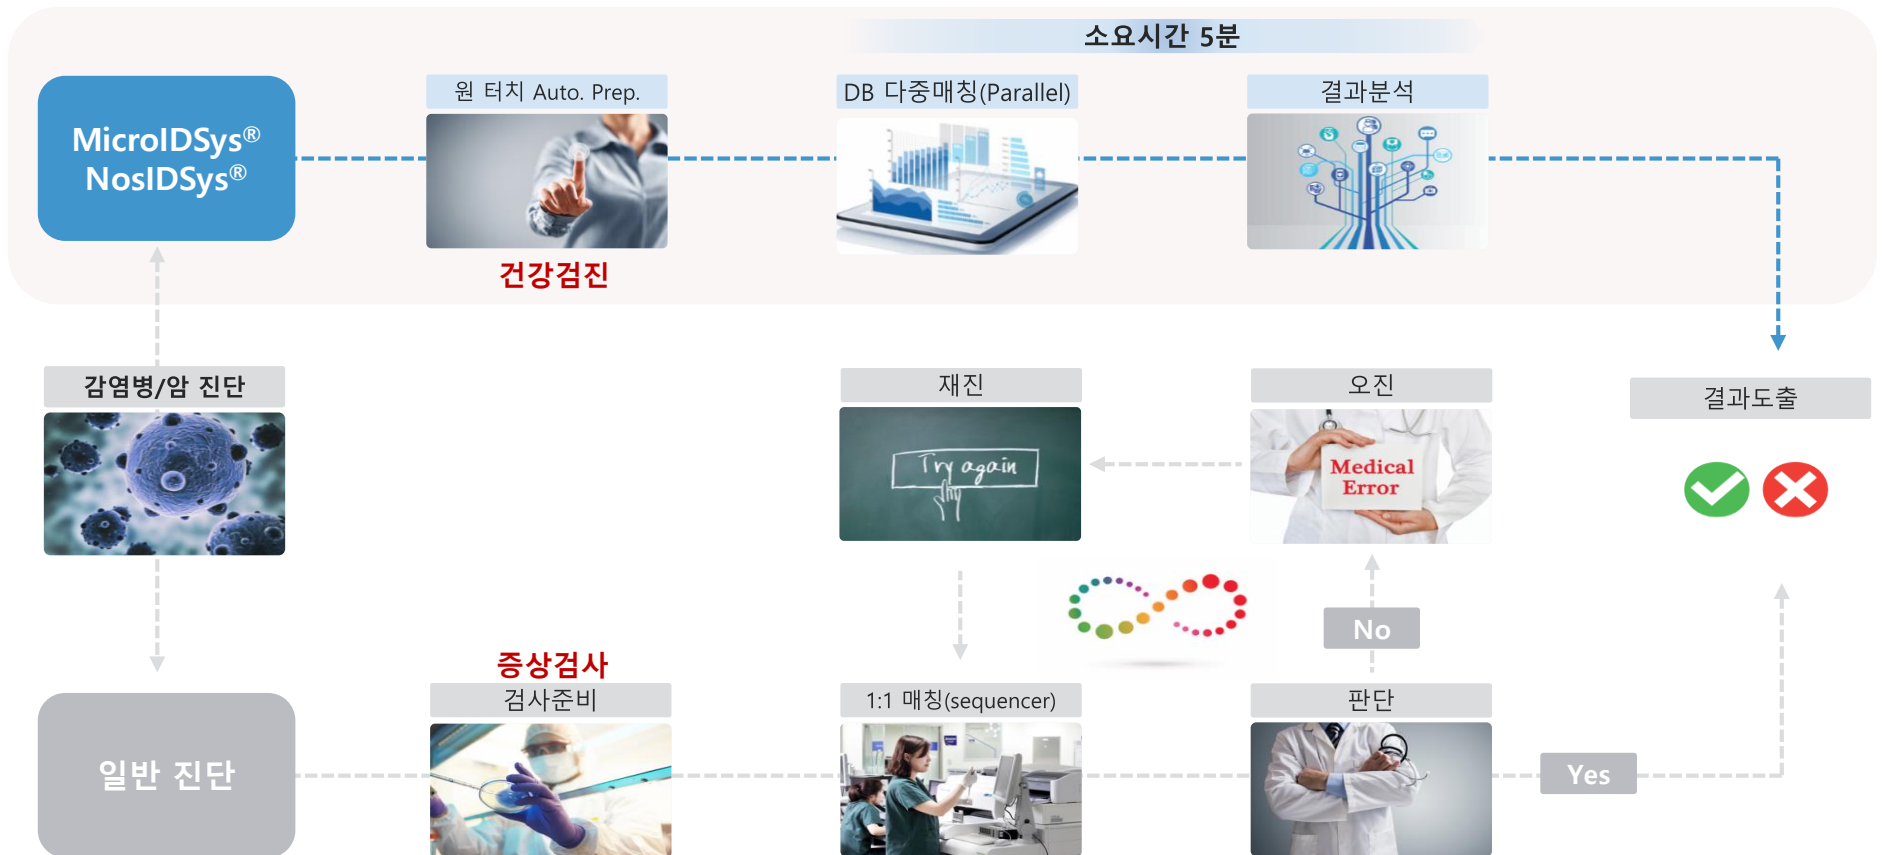 소요시간 5분
원 터치 Auto. Prep.
DB 다중매칭(Parallel)
결과분석
MicroIDSys®
NosIDSys®
건강검진
감염병/암 진단
재진
오진
결과도출
Try again
Medical
Error
No
증상검사
검사준비
1:1 매칭(sequencer)
판단
일반 진단
Yes